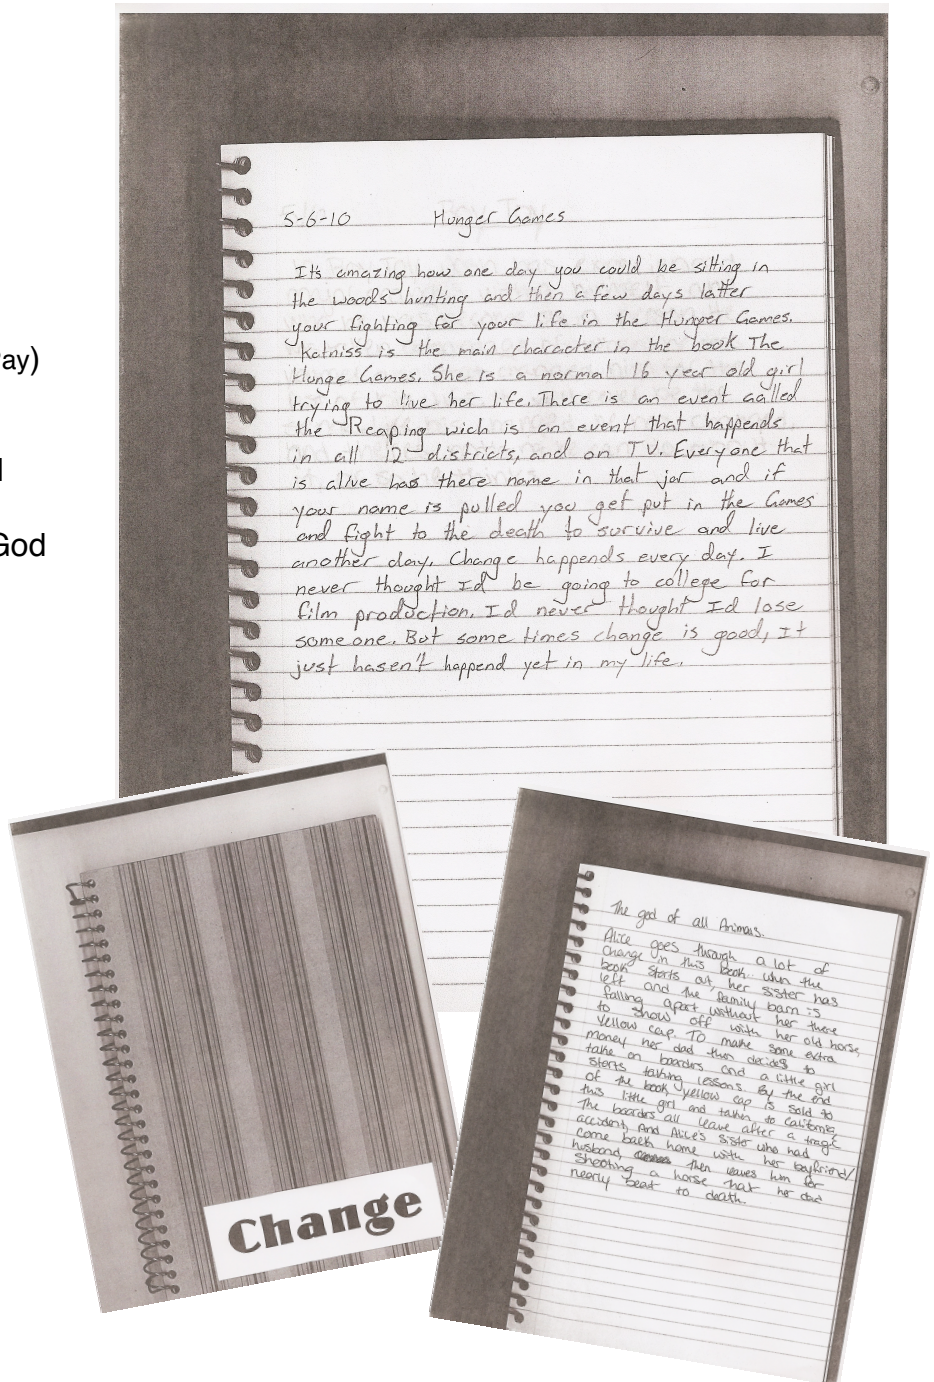 ay)
God
5-6-10 Hunger Games
It's amazing how one day you could be sitting in
the woods hunting and then a few days latter
your fighting for your life in the Hunger Games.
Katniss is the main character in the book The
Hunge Games. She is a normal 16 year old girl
trying to live her life. There is an event called
the Reaping wich is an event that happends
in all 12 districts, and on TV. Everyone that
is alive has there name in that jar and if
your name is pulled you get put in the Games
and fight to the death to survive and live
another day. Change happends every day. I
never thought I'd be going to college for
film production. I'd never thought I'd lose
someone. But some times change is good, It
just hasen't happend yet in my life.
Change
The god of all Animals.
Alice goes through a lot of
change in this book. when the
book starts out, her sister has
left and the family barn is
falling apart without her there
to show off with her old horse,
yellow cap. TO make some extra
money her dad then decides to
take on boarders and a little girl
starts taking lessons. By the end
of the book yellow cap is sold to
this little girl and taken to california,
The boarders all leave after a tragic
accident, And Alice's sister who had
come back home with her boyfriend/
husband, then leaves him for
shooting a horse that her dad
nearly beat to death.